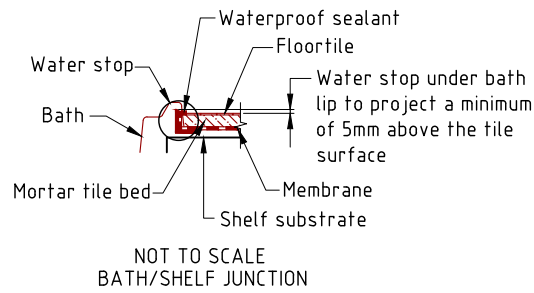 Waterproof sealant
Floortile
Water stop
Water stop under bath
lip to project a minimum
of 5mm above the tile
surface
Bath
Mortar tile bed
Membrane
Shelf substrate
NOT TO SCALE
BATH/SHELF JUNCTION